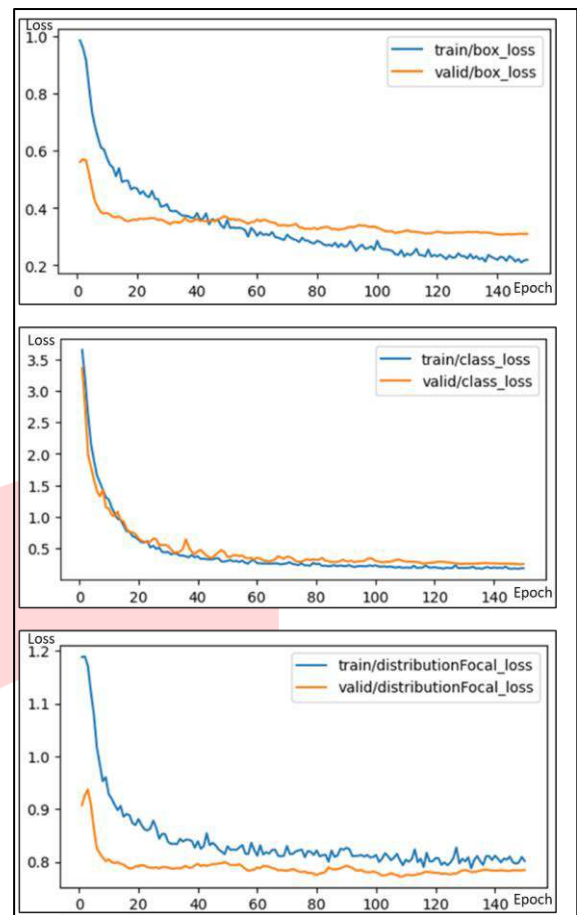 Loss
1.0
train/box_loss
valid/box_loss
0.8
0.6
0.4
0.2
0 20 40 60 80 100 120 140 Epoch
Loss
3.5
train/class_loss
valid/class_loss
3.0
2.5
2.0
1.5
1.0
0.5
0 20 40 60 80 100 120 140 Epoch
Loss
1.2
train/distributionFocal_loss
valid/distributionFocal_loss
1.1
1.0
0.9
0.8
0 20 40 60 80 100 120 140 Epoch